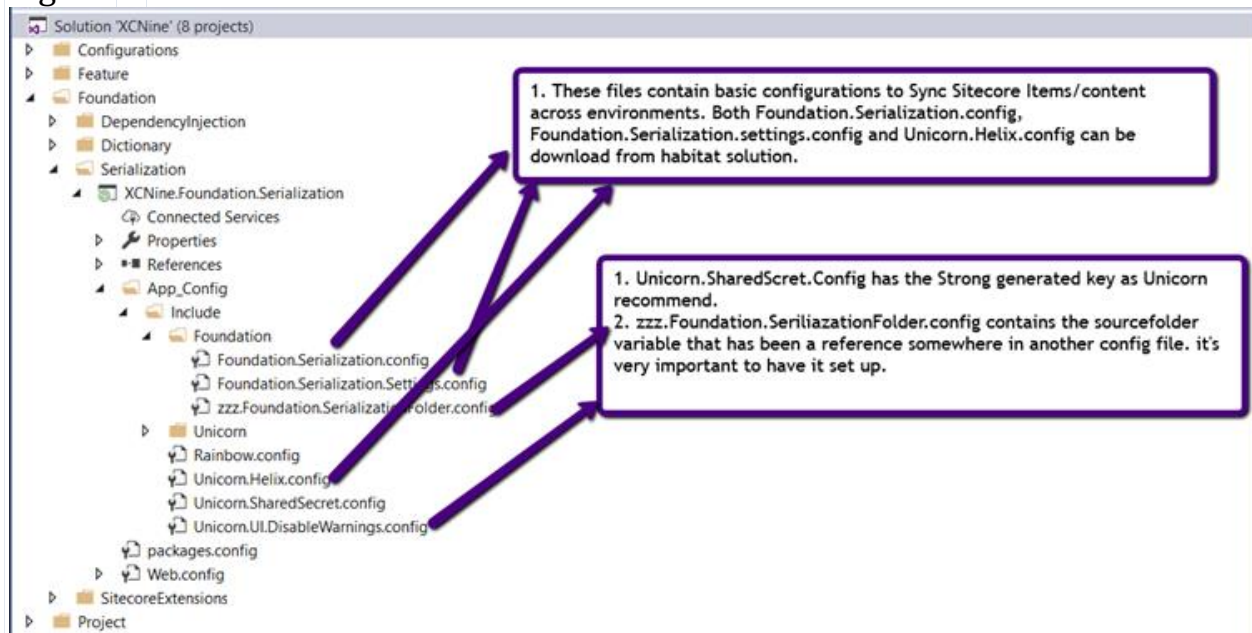 Solution 'XCNine' (8 projects)
Configurations
Feature
Foundation
DependencyInjection
Dictionary
Serialization
XCNine.Foundation.Serialization
Connected Services
Properties
References
App_Config
Include
Foundation
Foundation.Serialization.config
Foundation.Serialization.Settings.config
zzz.Foundation.SerializationFolder.config
Unicorn
Rainbow.config
Unicorn.Helix.config
Unicorn.SharedSecret.config
Unicorn.UI.DisableWarnings.config
packages.config
Web.config
SitecoreExtensions
Project
1. These files contain basic configurations to Sync Sitecore Items/content
across environments. Both Foundation.Serialization.config,
Foundation.Serialization.settings.config and Unicorn.Helix.config can be
download from habitat solution.
1. Unicorn.SharedScret.Config has the Strong generated key as Unicorn
recommend.
2. zzz.Foundation.SeriliazationFolder.config contains the sourcefolder
variable that has been a reference somewhere in another config file. it's
very important to have it set up.